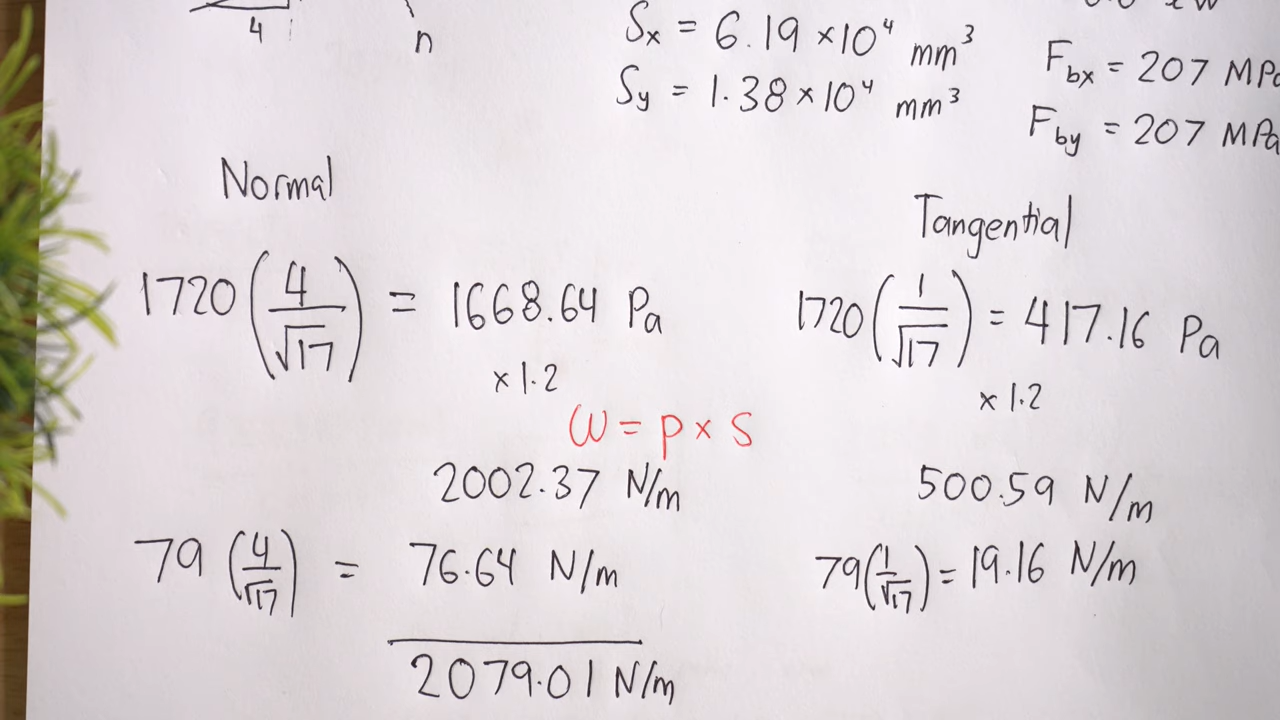 4
n
Sx = 6.19 ×10⁴ mm³
Sy = 1.38 ×10⁴ mm³
Fbx = 207 MPa
Fby = 207 MPa
Normal
1720 (4/√17) = 1668.64 Pa
× 1.2
ω = p × s
2002.37 N/m
79 (4/√17) = 76.64 N/m
2079.01 N/m
Tangential
1720 (1/√17) = 417.16 Pa
× 1.2
500.59 N/m
79 (1/√17) = 19.16 N/m